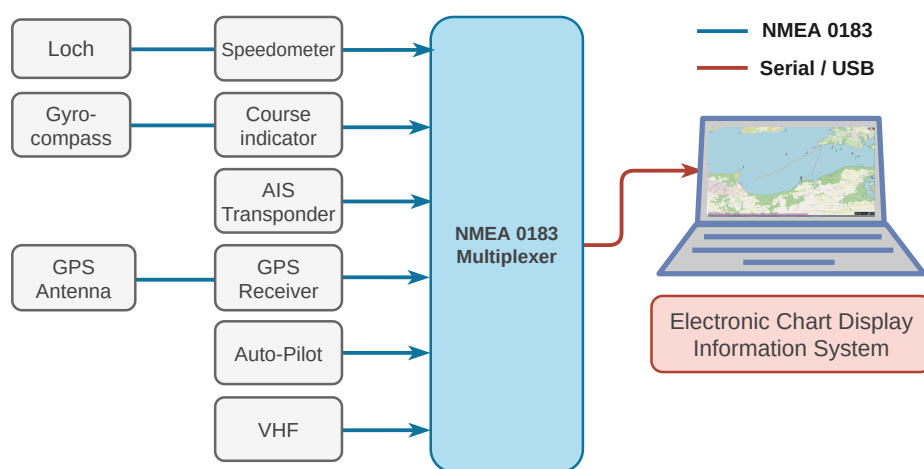 Loch
Speedometer
NMEA 0183
Serial / USB
Gyro-
compass
Course
indicator
AIS
Transponder
NMEA 0183
Multiplexer
GPS
Antenna
GPS
Receiver
Auto-Pilot
VHF
Electronic Chart Display
Information System